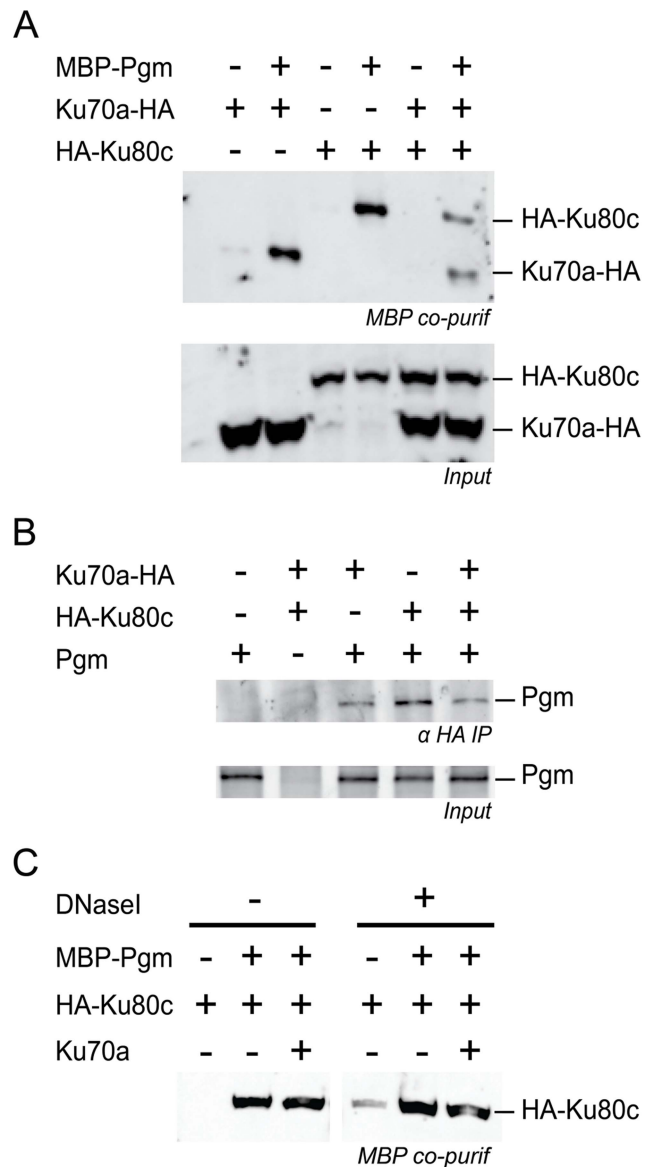 A
MBP-Pgm - + - + - +
Ku70a-HA + + - - + +
HA-Ku80c - - + + + +
HA-Ku80c
Ku70a-HA
MBP co-purif
HA-Ku80c
Ku70a-HA
Input
B
Ku70a-HA - + + - +
HA-Ku80c - + - + +
Pgm + - + + +
Pgm
α HA IP
Pgm
Input
C
DNaseI - +
MBP-Pgm - + + - + +
HA-Ku80c + + + + + +
Ku70a - - + - - +
HA-Ku80c
MBP co-purif